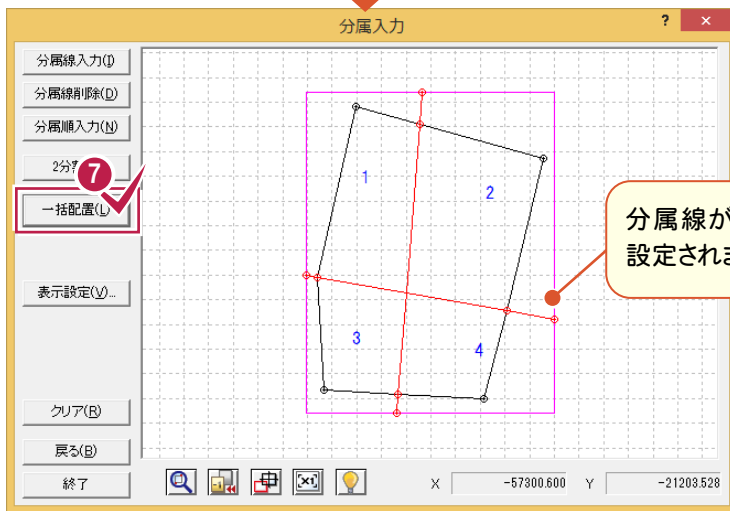 分属入力
? ×
分属線入力(I)
分属線削除(D)
分属順入力(N)
2分
7
一括配置(L)
表示設定(V)...
クリア(R)
戻る(B)
終了
1
2
3
4
分属線が
設定されま
X -57300.600 Y -21203.528